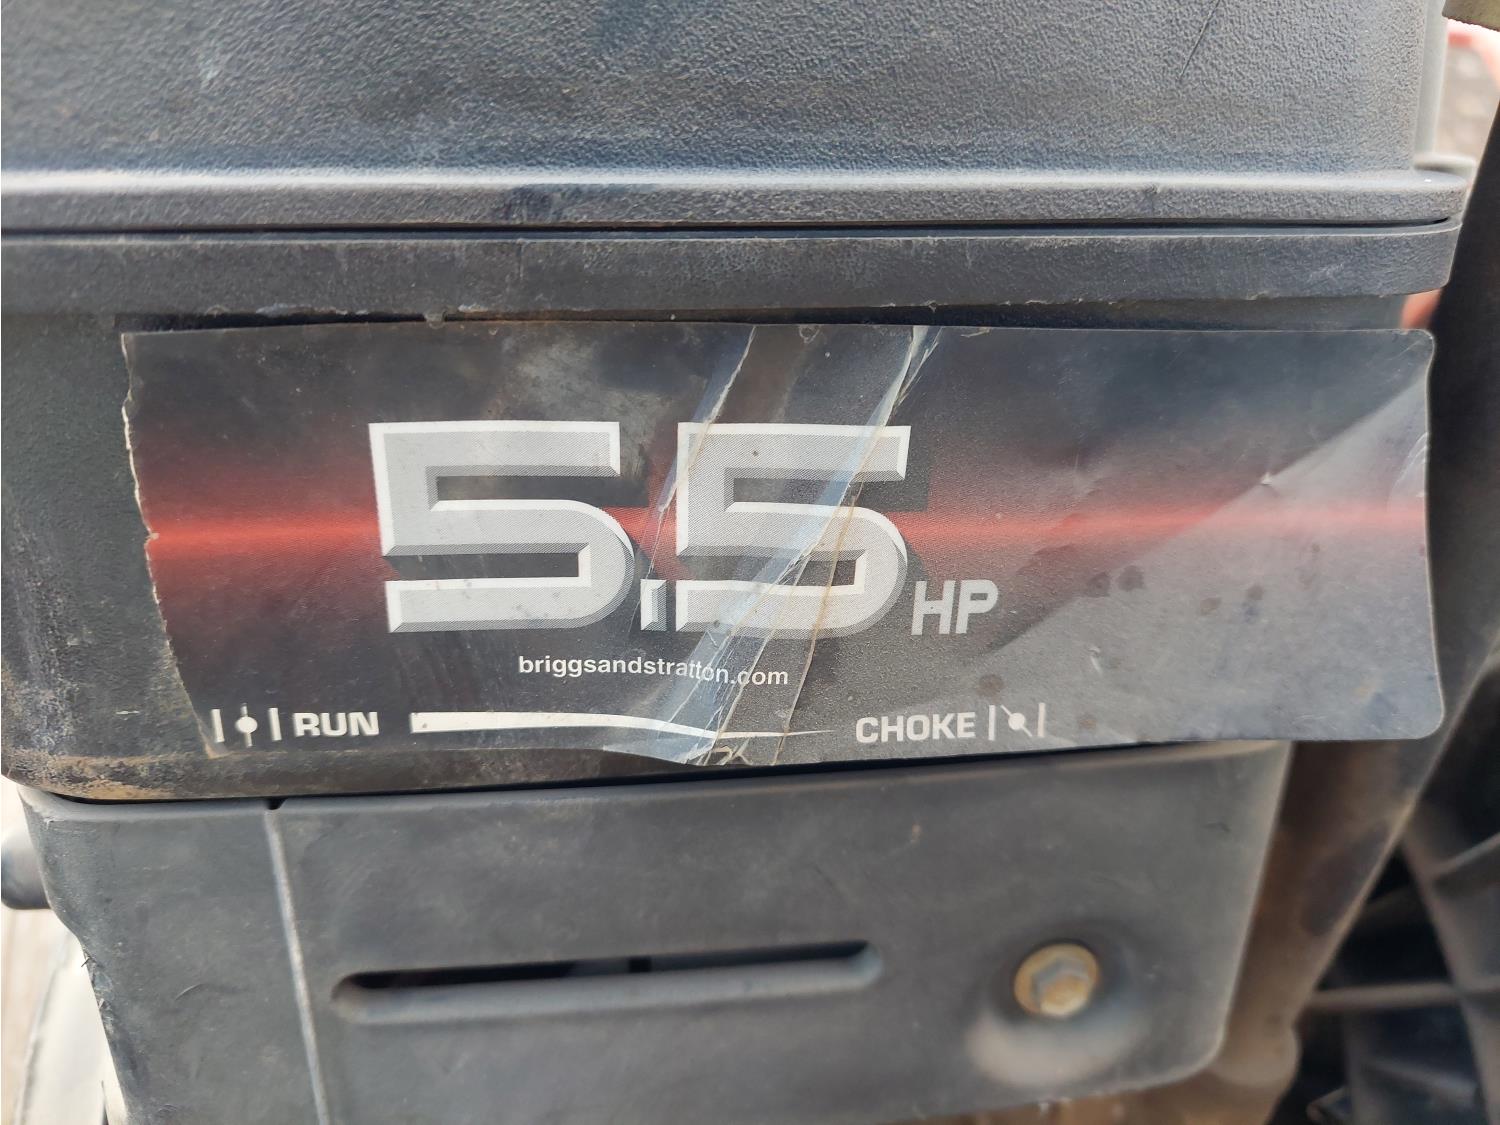 5.5 HP
briggsandstratton.com
RUN CHOKE